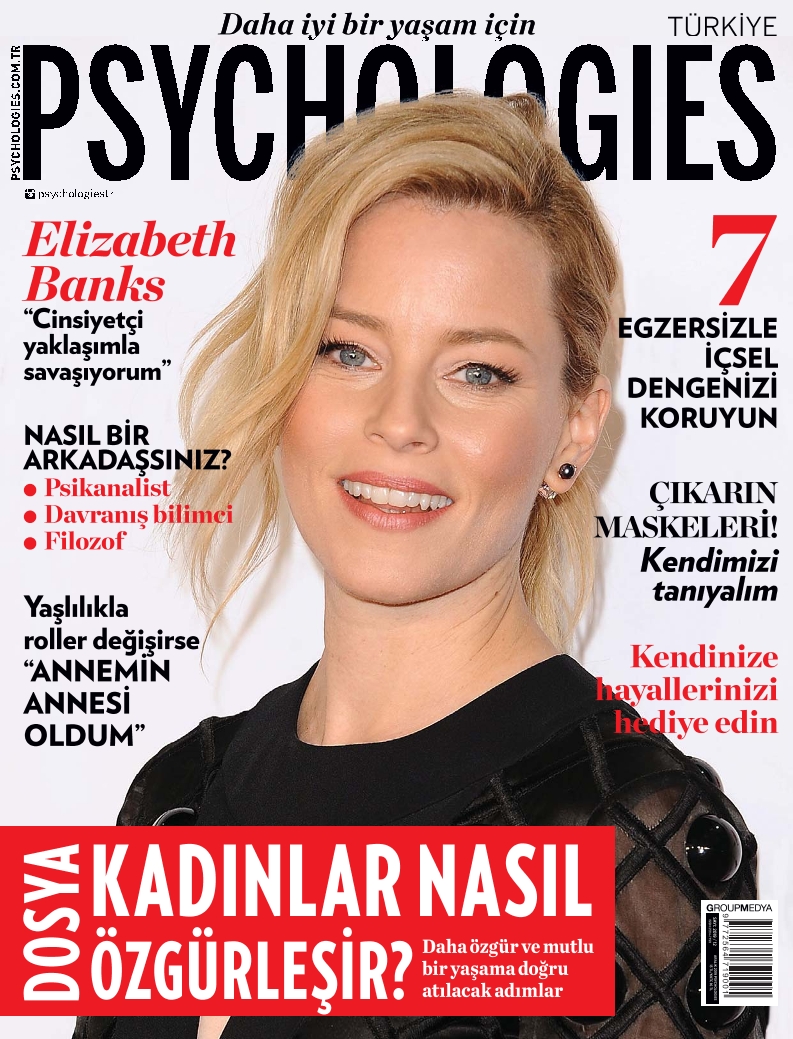 Daha iyi bir yaşam için
TÜRKİYE
PSYCHOLOGIES
PSYCHOLOGIES.COM.TR
psychologiestr
Elizabeth
Banks
“Cinsiyetçi
yaklaşımla
savaşıyorum”
NASIL BİR
ARKADAŞSINIZ?
● Psikanalist
● Davranış bilimci
● Filozof
Yaşlılıkla
roller değişirse
“ANNEMİN
ANNESİ
OLDUM”
7
EGZERSİZLE
İÇSEL
DENGENİZİ
KORUYUN
ÇIKARIN
MASKELERİ!
Kendimizi
tanıyalım
Kendinize
hayallerinizi
hediye edin
DOSYA
KADINLAR NASIL
ÖZGÜRLEŞİR?
Daha özgür ve mutlu
bir yaşama doğru
atılacak adımlar
GROUPMEDYA
9772564719001